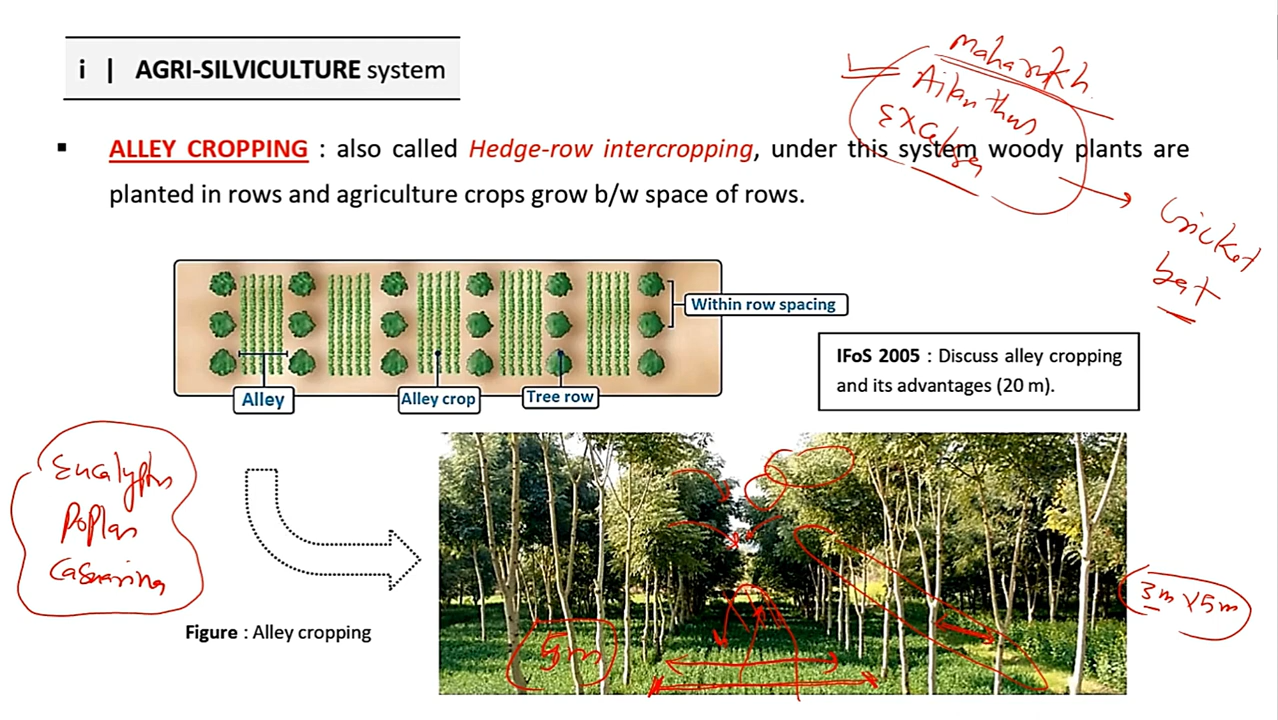 i | AGRI-SILVICULTURE system
maharukh.
Ailanthus
Excelsa
▪ ALLEY CROPPING : also called Hedge-row intercropping, under this system woody plants are
planted in rows and agriculture crops grow b/w space of rows.
Cricket
bat
Within row spacing
Alley
Alley crop
Tree row
IFoS 2005 : Discuss alley cropping
and its advantages (20 m).
Eucalyptus
Poplar
Casuarina
3m x 5m
Figure : Alley cropping
5m